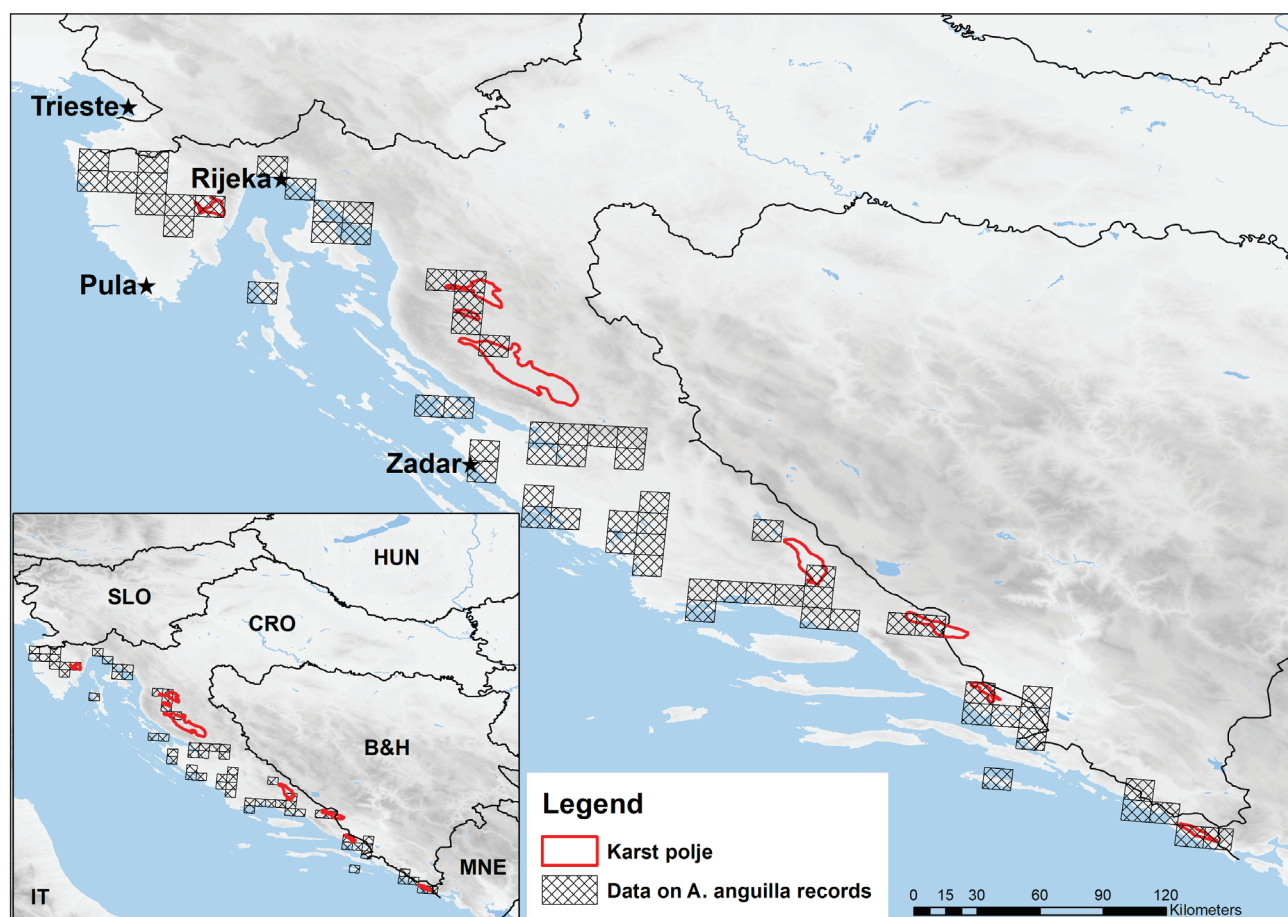 Trieste
Rijeka
Pula
Zadar
HUN
SLO
CRO
B&H
MNE
IT
Legend
Karst polje
Data on A. anguilla records
0 15 30 60 90 120
Kilometers